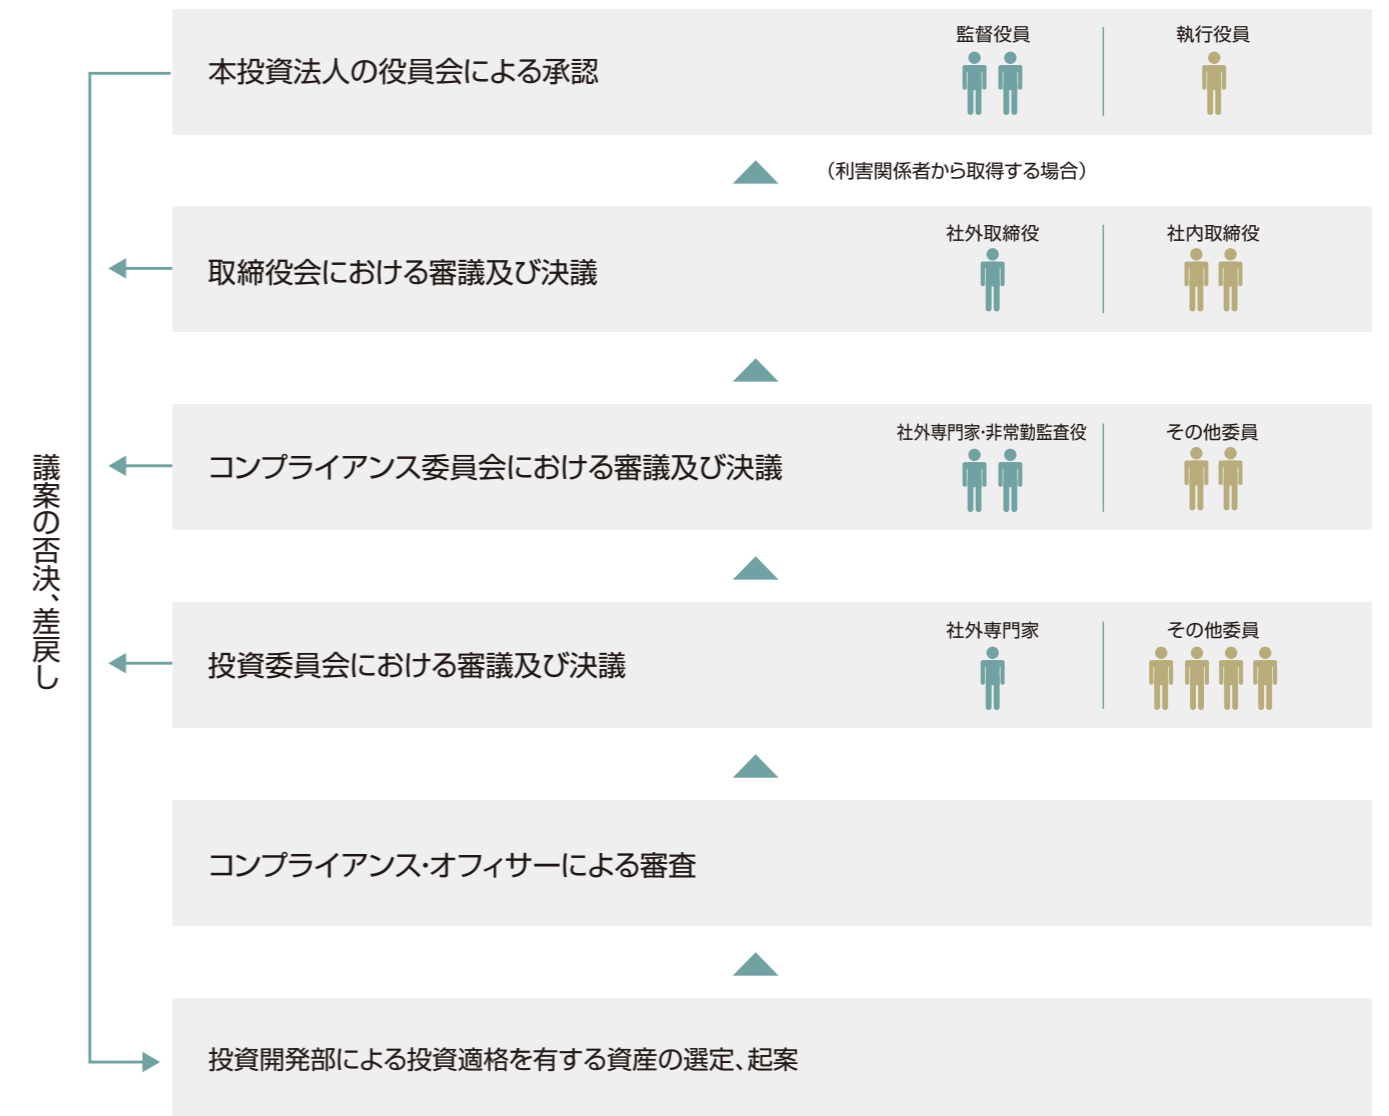 監督役員
執行役員
本投資法人の役員会による承認
（利害関係者から取得する場合）
社外取締役
社内取締役
取締役会における審議及び決議
社外専門家・非常勤監査役
その他委員
コンプライアンス委員会における審議及び決議
議案の否決、差戻し
社外専門家
その他委員
投資委員会における審議及び決議
コンプライアンス・オフィサーによる審査
投資開発部による投資適格を有する資産の選定、起案